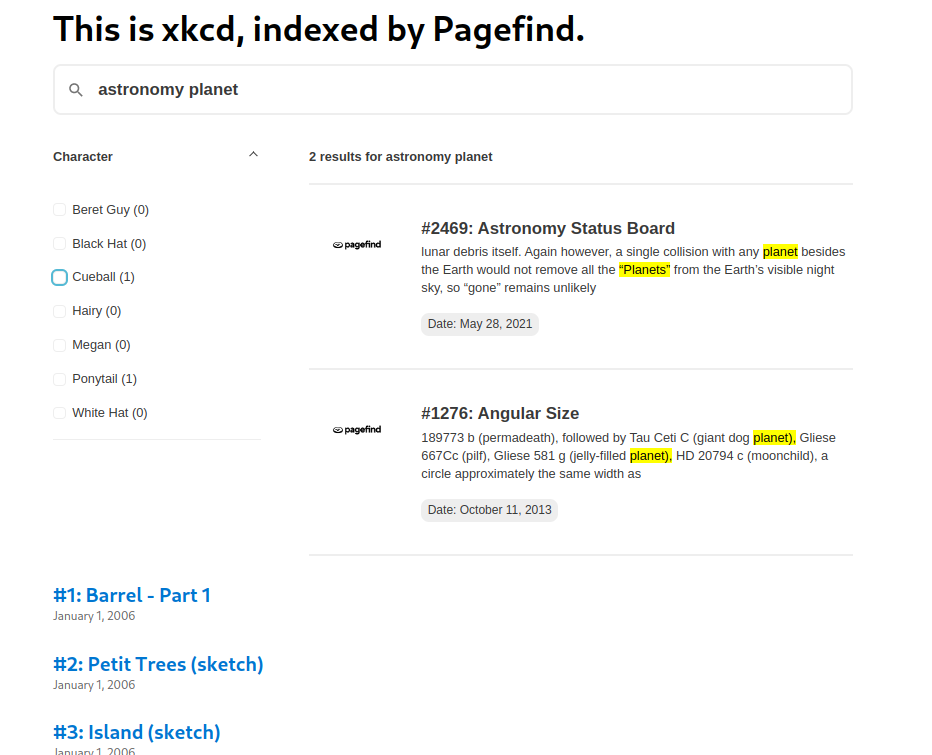 This is xkcd, indexed by Pagefind.
astronomy planet
Character
Beret Guy (0)
Black Hat (0)
Cueball (1)
Hairy (0)
Megan (0)
Ponytail (1)
White Hat (0)
2 results for astronomy planet
pagefind
#2469: Astronomy Status Board
lunar debris itself. Again however, a single collision with any planet besides
the Earth would not remove all the “Planets” from the Earth’s visible night
sky, so “gone” remains unlikely
Date: May 28, 2021
pagefind
#1276: Angular Size
189773 b (permadeath), followed by Tau Ceti C (giant dog planet), Gliese
667Cc (pilf), Gliese 581 g (jelly-filled planet), HD 20794 c (moonchild), a
circle approximately the same width as
Date: October 11, 2013
#1: Barrel - Part 1
January 1, 2006
#2: Petit Trees (sketch)
January 1, 2006
#3: Island (sketch)
January 1, 2006